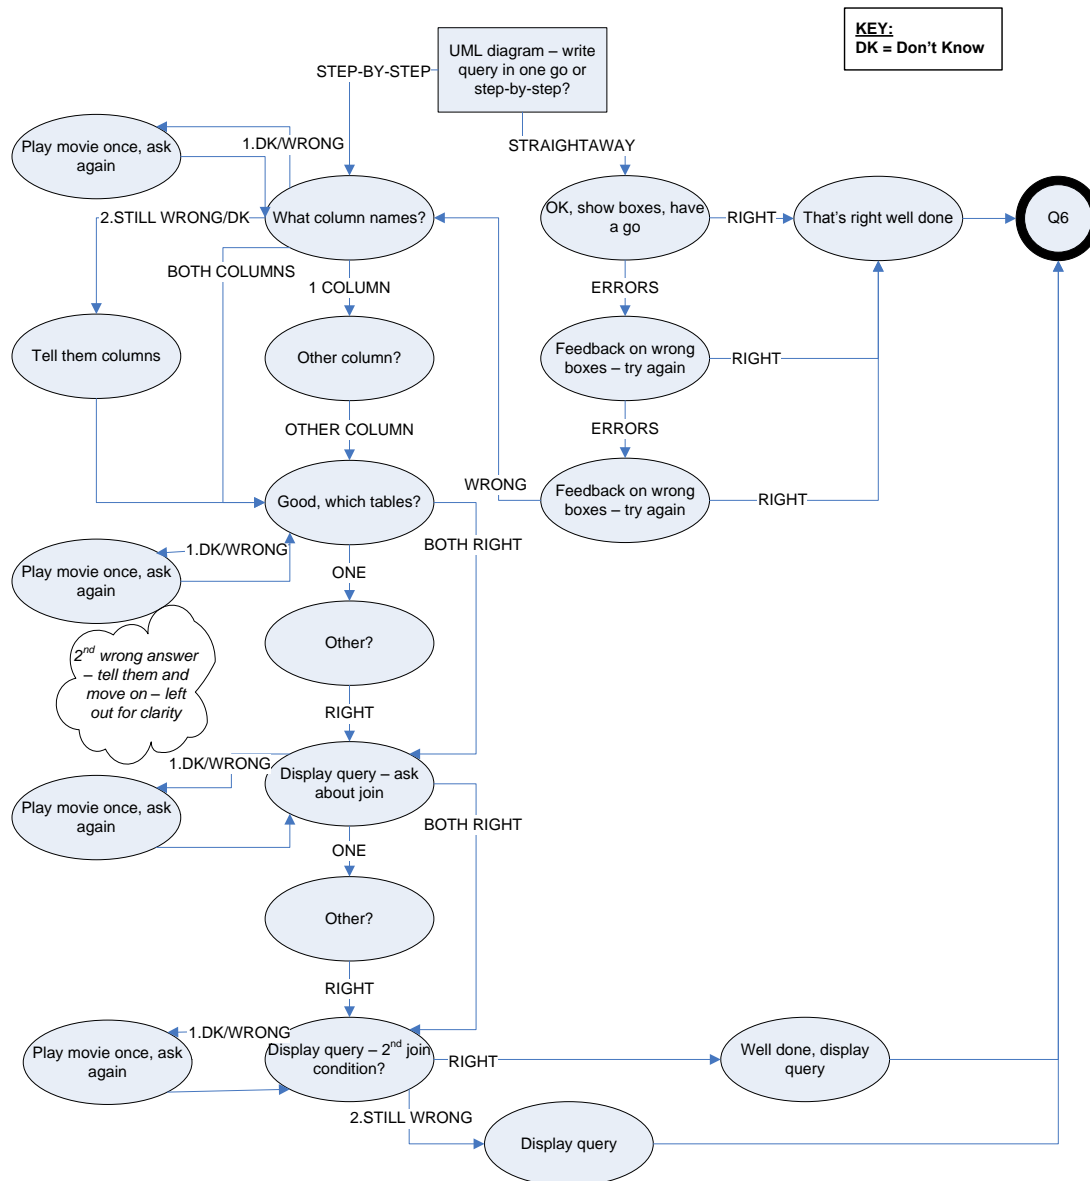 KEY:
DK = Don't Know
UML diagram – write
query in one go or
step-by-step?
STEP-BY-STEP
STRAIGHTAWAY
Play movie once, ask
again
1.DK/WRONG
What column names?
2.STILL WRONG/DK
BOTH COLUMNS
1 COLUMN
OK, show boxes, have
a go
RIGHT
That's right well done
Q6
ERRORS
Tell them columns
Other column?
Feedback on wrong
boxes – try again
RIGHT
OTHER COLUMN
ERRORS
Good, which tables?
WRONG
Feedback on wrong
boxes – try again
RIGHT
BOTH RIGHT
1.DK/WRONG
Play movie once, ask
again
ONE
Other?
2nd wrong answer
– tell them and
move on – left
out for clarity
RIGHT
1.DK/WRONG
Display query – ask
about join
Play movie once, ask
again
BOTH RIGHT
ONE
Other?
RIGHT
1.DK/WRONG
Play movie once, ask
again
Display query – 2nd join
condition?
RIGHT
Well done, display
query
2.STILL WRONG
Display query